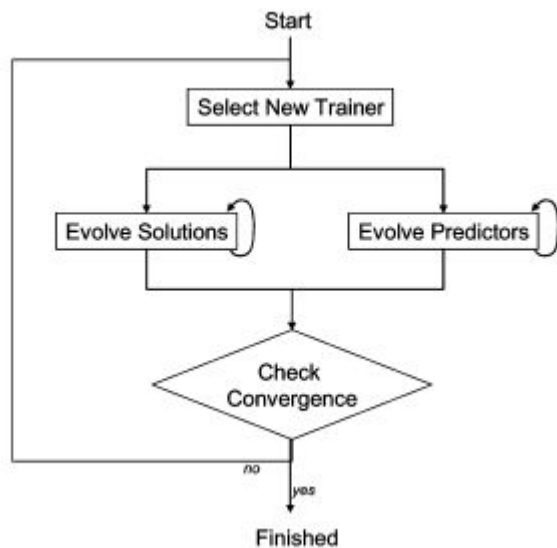 Start
Select New Trainer
Evolve Solutions
Evolve Predictors
Check
Convergence
no
yes
Finished